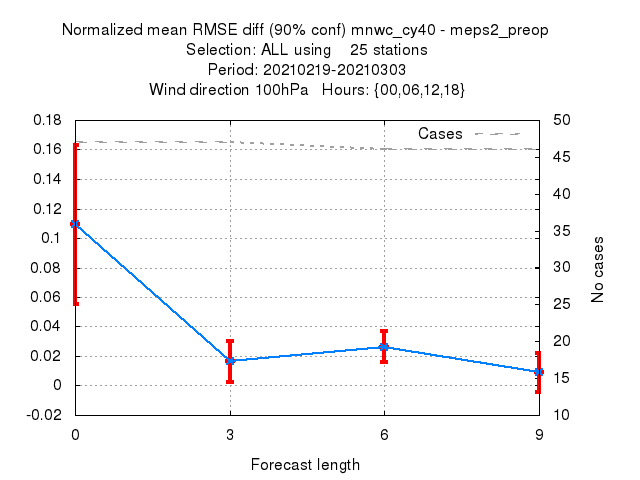 Normalized mean RMSE diff (90% conf) mnwc_cy40 - meps2_preop
Selection: ALL using    25 stations
Period: 20210219-20210303
Wind direction 100hPa   Hours: {00,06,12,18}
0.18
0.16
0.14
0.12
0.1
0.08
0.06
0.04
0.02
0
-0.02
Cases
50
45
40
35
30
25
20
15
10
No cases
0 3 6 9
Forecast length